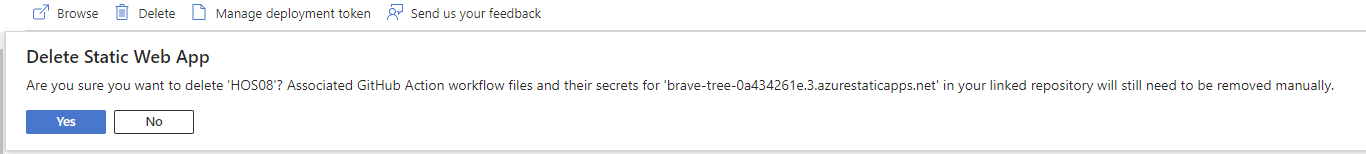 Browse Delete Manage deployment token Send us your feedback
Delete Static Web App
Are you sure you want to delete 'HOS08'? Associated GitHub Action workflow files and their secrets for 'brave-tree-0a434261e.3.azurestaticapps.net' in your linked repository will still need to be removed manually.
Yes No